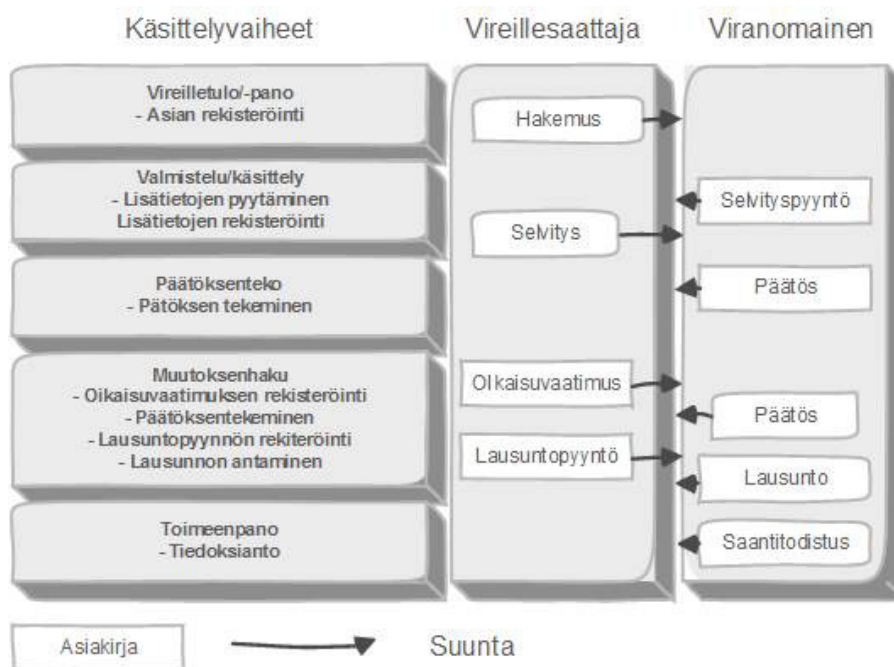 Käsittelyvaiheet
Vireillesaattaja
Viranomainen
Vireilletulo/-pano
- Asian rekisteröinti
Hakemus
Valmistelu/käsittely
- Lisätietojen pyytäminen
Lisätietojen rekisteröinti
Selvityspyyntö
Selvitys
Päätöksenteko
- Pätöksen tekeminen
Päätös
Muutoksenhaku
- Oikaisuvaatimuksen rekisteröinti
- Päätöksentekeminen
- Lausuntopyynnön rekiteröinti
- Lausunnon antaminen
OIkaisuvaatimus
Päätös
Lausuntopyyntö
Lausunto
Toimeenpano
- Tiedoksianto
Saantitodistus
Asiakirja
Suunta